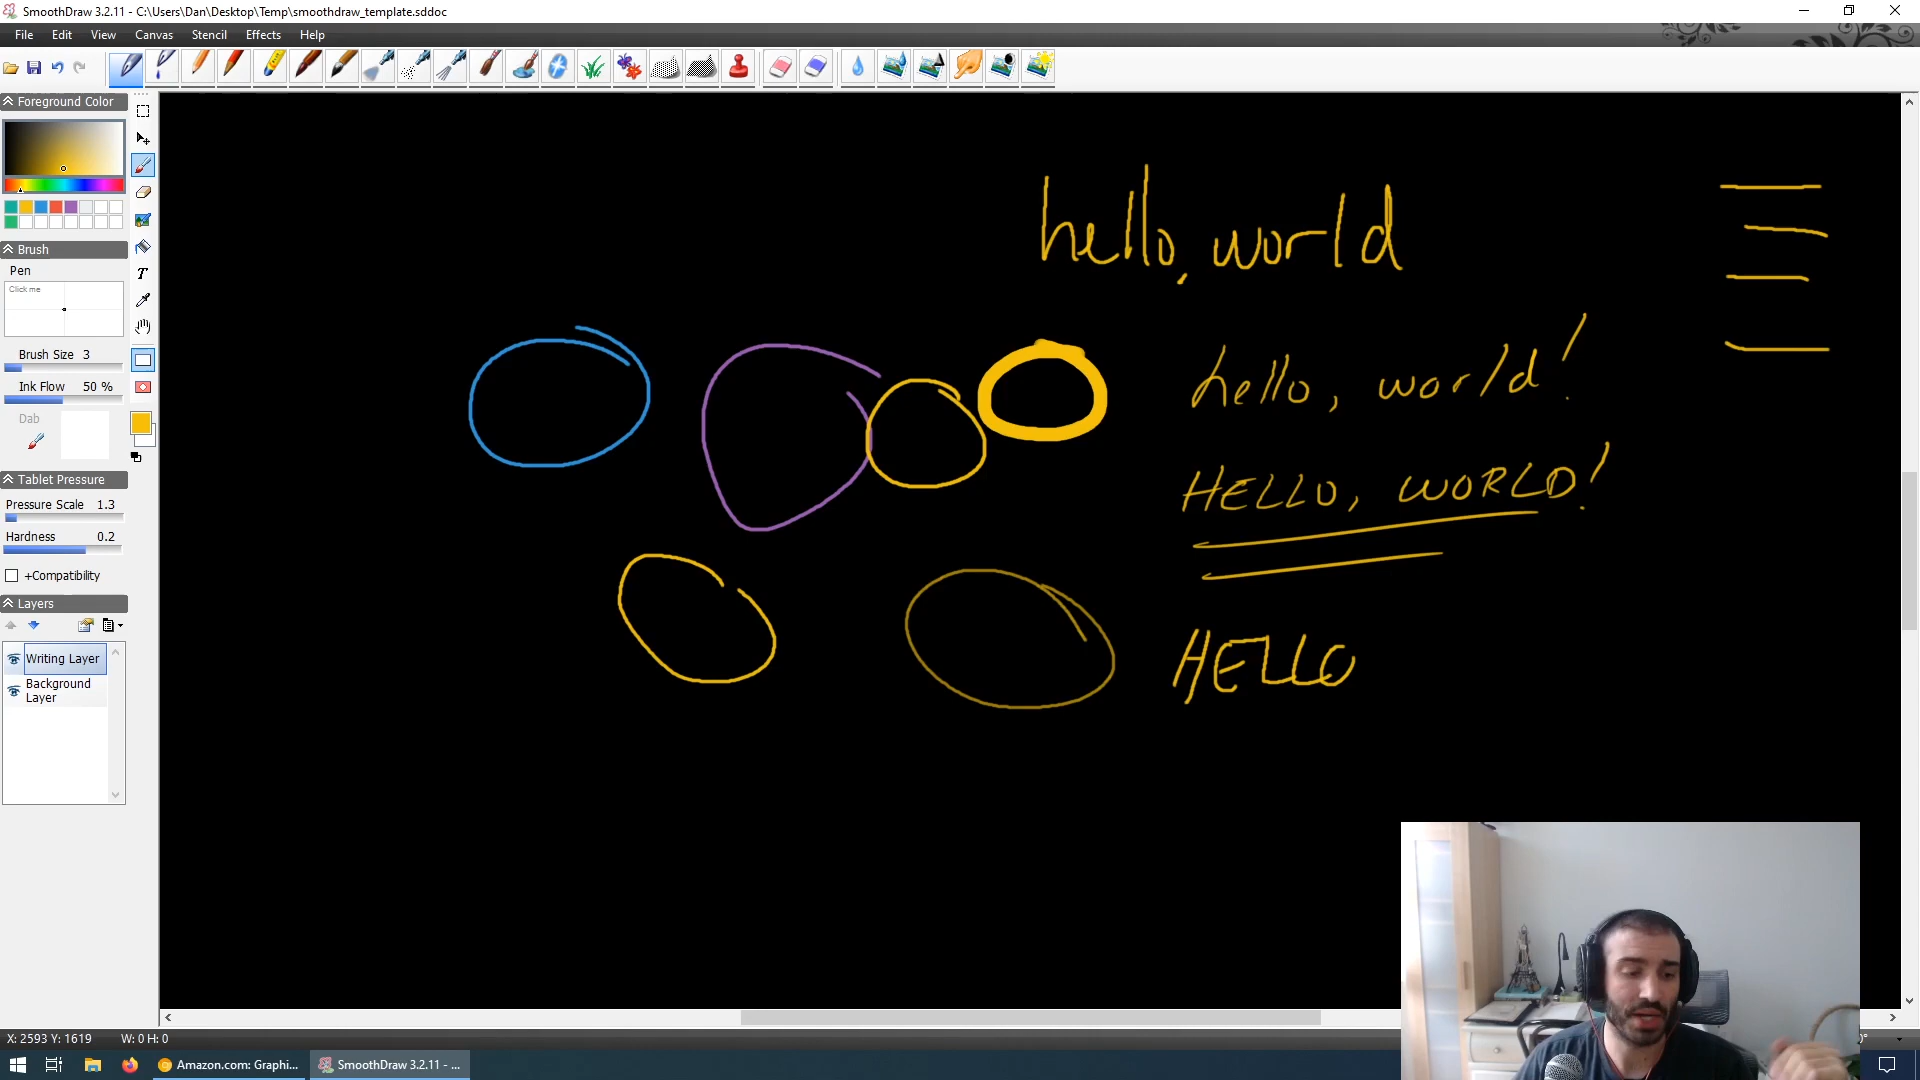 SmoothDraw 3.2.11 - C:\Users\Dan\Desktop\Temp\smoothdraw_template.sddoc
File Edit View Canvas Stencil Effects Help
Foreground Color
Brush
Pen
Click me
Brush Size 3
Ink Flow 50 %
Dab
Tablet Pressure
Pressure Scale 1.3
Hardness 0.2
+Compatibility
Layers
Writing Layer
Background
Layer
hello, world
hello, world!
HELLO, WORLD!
HELLO
X: 2593 Y: 1619 W: 0 H: 0
Amazon.com: Graphi... SmoothDraw 3.2.11 - ...